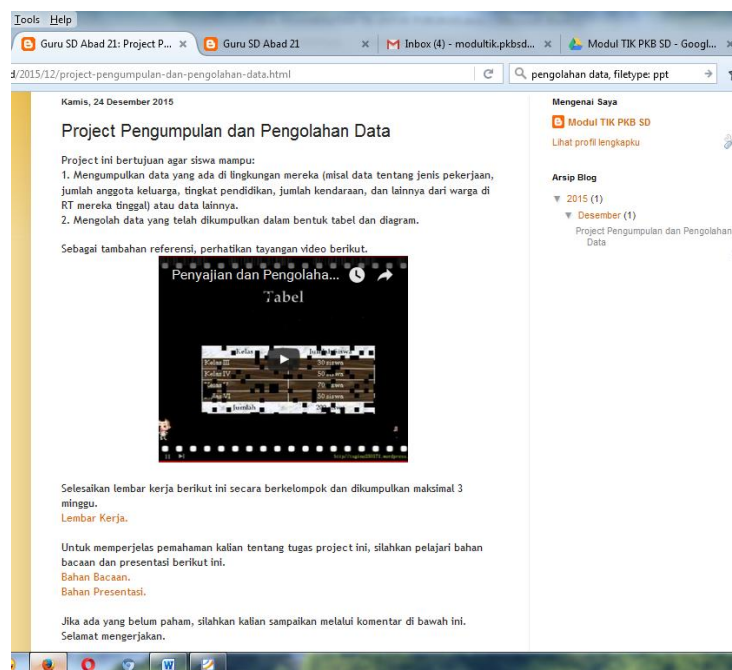 Tools Help
Guru SD Abad 21: Project P... ×
Guru SD Abad 21 ×
Inbox (4) - modultik.pkbsd... ×
Modul TIK PKB SD - Googl... ×
/2015/12/project-pengumpulan-dan-pengolahan-data.html
pengolahan data, filetype: ppt
Kamis, 24 Desember 2015
Project Pengumpulan dan Pengolahan Data
Project ini bertujuan agar siswa mampu:
1. Mengumpulkan data yang ada di lingkungan mereka (misal data tentang jenis pekerjaan,
jumlah anggota keluarga, tingkat pendidikan, jumlah kendaraan, dan lainnya dari warga di
RT mereka tinggal) atau data lainnya.
2. Mengolah data yang telah dikumpulkan dalam bentuk tabel dan diagram.
Sebagai tambahan referensi, perhatikan tayangan video berikut.
Penyajian dan Pengolaha...
Tabel
Kelas
Kelas III 50 siswa
Kelas IV
70
50 siswa
Jumlah
Selesaikan lembar kerja berikut ini secara berkelompok dan dikumpulkan maksimal 3
minggu.
Lembar Kerja.
Untuk memperjelas pemahaman kalian tentang tugas project ini, silahkan pelajari bahan
bacaan dan presentasi berikut ini.
Bahan Bacaan.
Bahan Presentasi.
Jika ada yang belum paham, silahkan kalian sampaikan melalui komentar di bawah ini.
Selamat mengerjakan.
Mengenai Saya
Modul TIK PKB SD
Lihat profil lengkapku
Arsip Blog
▼ 2015 (1)
▼ Desember (1)
Project Pengumpulan dan Pengolahan
Data